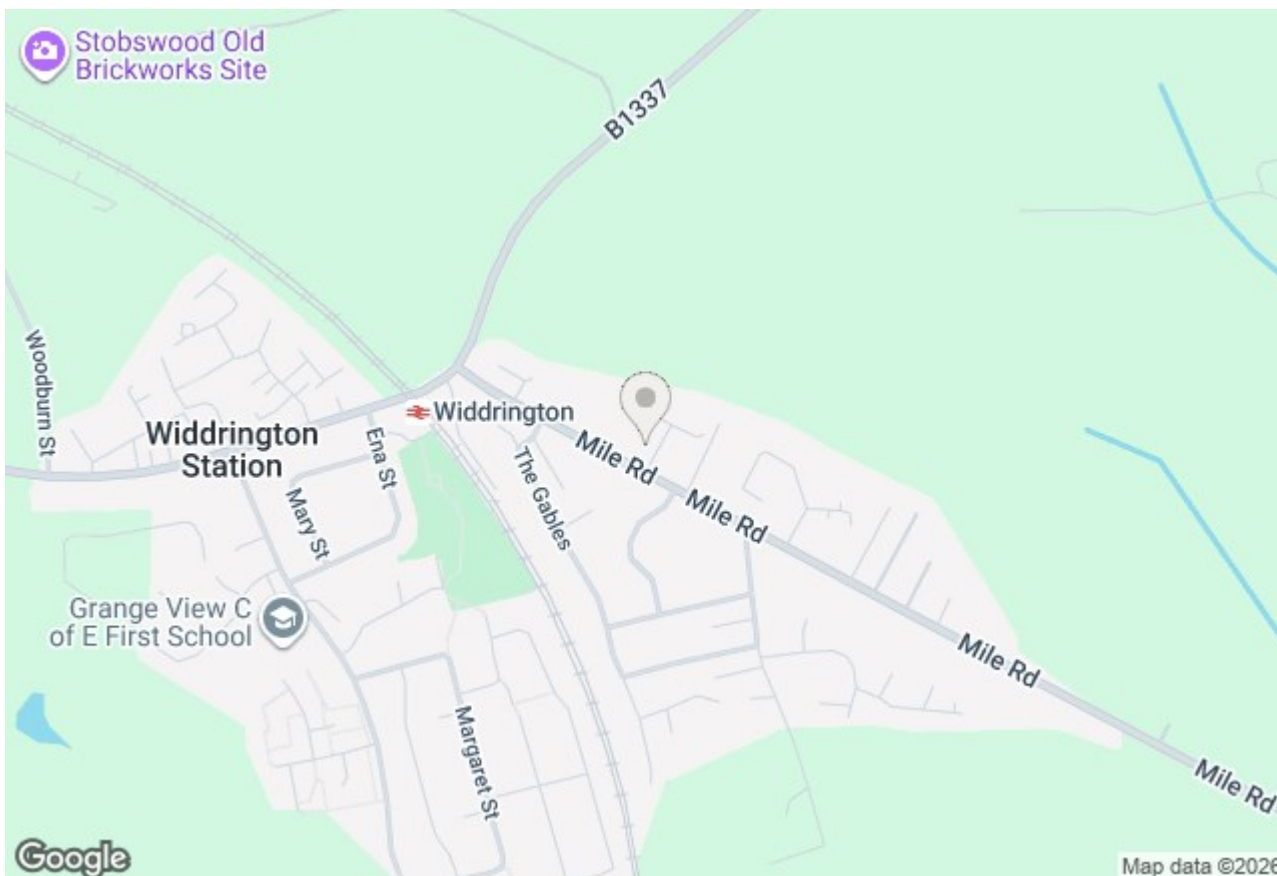 Stobswood Old
Brickworks Site
B1337
Woodburn St
Widdrington
Widdrington
Station
Ena St
Mile Rd
Mary St
The Gables
Mile Rd
Grange View C
of E First School
Mile Rd
Margaret St
Mile Rd
Google
Map data ©2026